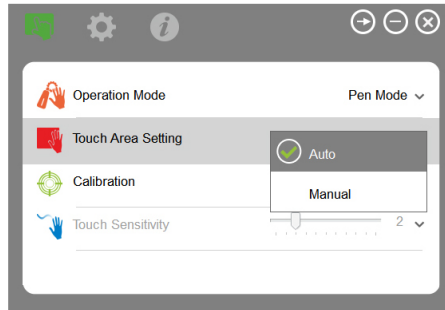 Operation Mode Pen Mode
Touch Area Setting
Auto
Calibration
Manual
Touch Sensitivity 2